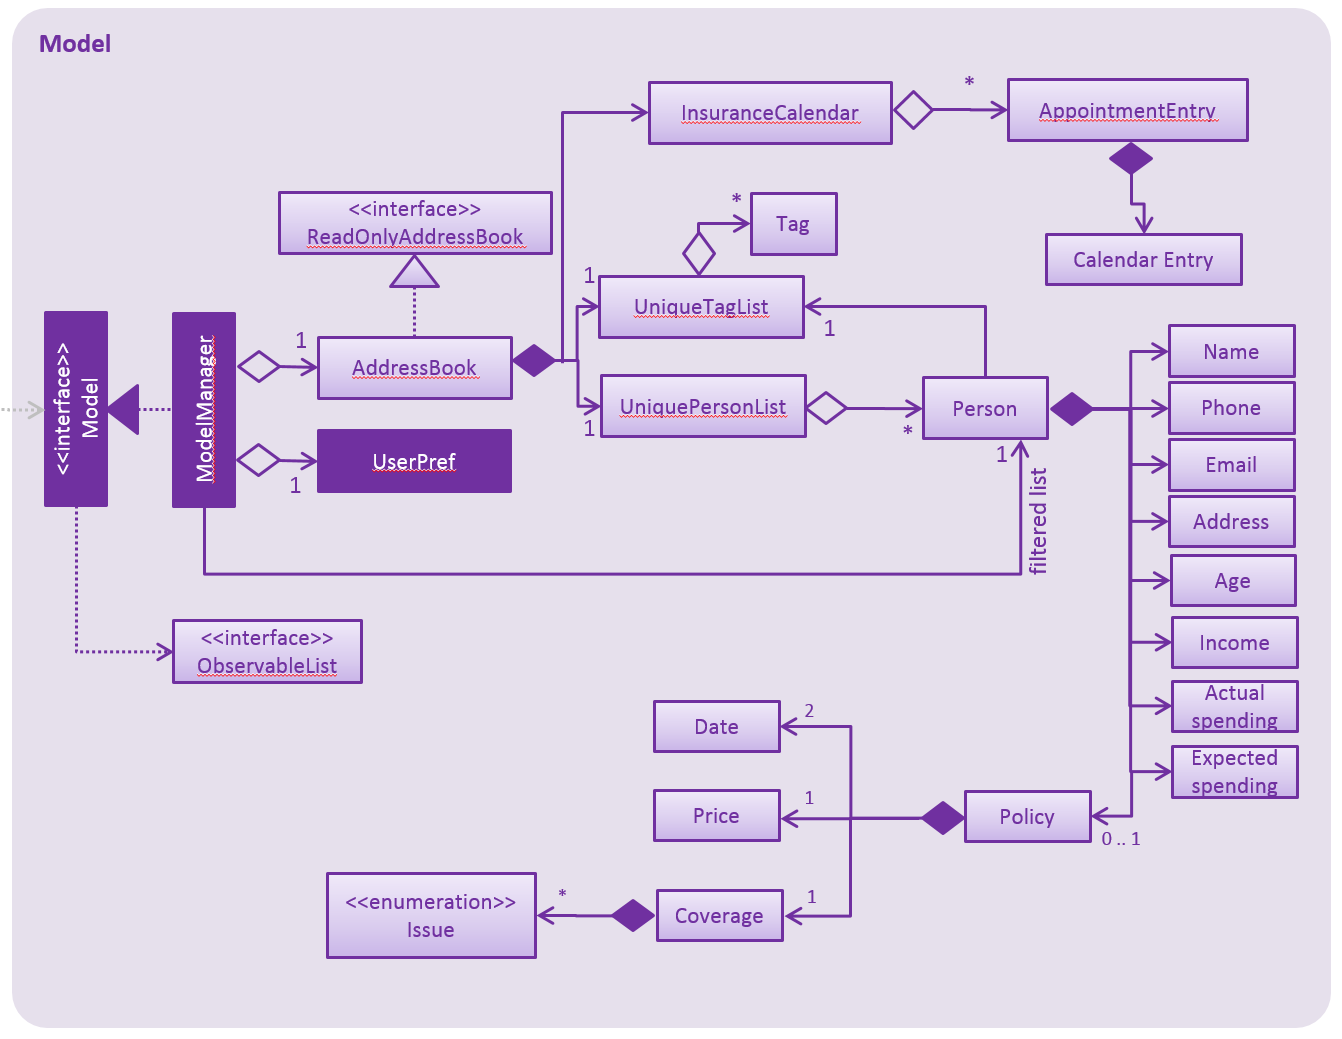 Model
InsuranceCalendar
*
AppointmentEntry
Calendar Entry
<<interface>>
ReadOnlyAddressBook
*
Tag
1
UniqueTagList
1
<<interface>>
Model
ModelManager
1
AddressBook
1
UserPref
1
UniquePersonList
*
Person
1
filtered list
Name
Phone
Email
Address
Age
Income
Actual
spending
Expected
spending
<<interface>>
ObservableList
Date
2
Price
1
Policy
0 .. 1
<<enumeration>>
Issue
*
Coverage
1